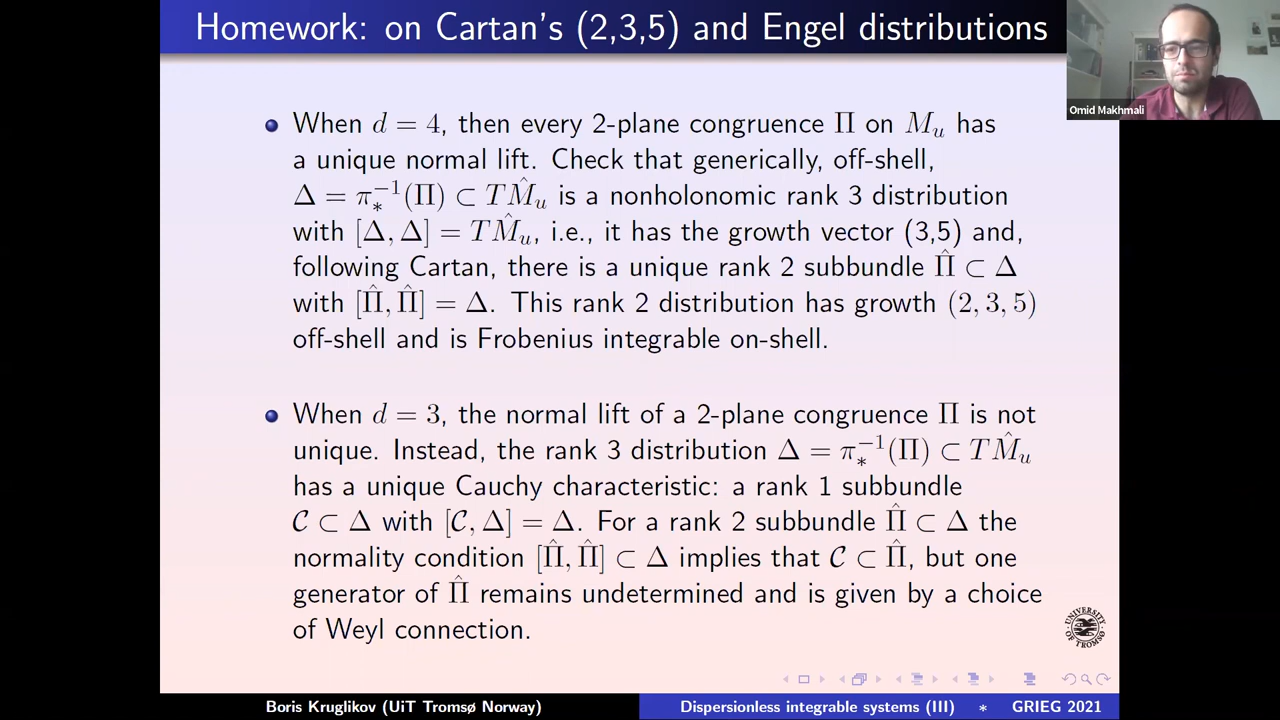 Homework: on Cartan's (2,3,5) and Engel distributions
Omid Makhmali
When d = 4, then every 2-plane congruence Π on M_u has
a unique normal lift. Check that generically, off-shell,
Δ = π_*^{-1}(Π) ⊂ TM̂_u is a nonholonomic rank 3 distribution
with [Δ, Δ] = TM̂_u, i.e., it has the growth vector (3,5) and,
following Cartan, there is a unique rank 2 subbundle Π̂ ⊂ Δ
with [Π̂, Π̂] = Δ. This rank 2 distribution has growth (2, 3, 5)
off-shell and is Frobenius integrable on-shell.
When d = 3, the normal lift of a 2-plane congruence Π is not
unique. Instead, the rank 3 distribution Δ = π_*^{-1}(Π) ⊂ TM̂_u
has a unique Cauchy characteristic: a rank 1 subbundle
𝒞 ⊂ Δ with [𝒞, Δ] = Δ. For a rank 2 subbundle Π̂ ⊂ Δ the
normality condition [Π̂, Π̂] ⊂ Δ implies that 𝒞 ⊂ Π̂, but one
generator of Π̂ remains undetermined and is given by a choice
of Weyl connection.
UNIVERSITY OF TROMSØ
Boris Kruglikov (UiT Tromsø Norway)
Dispersionless integrable systems (III) * GRIEG 2021